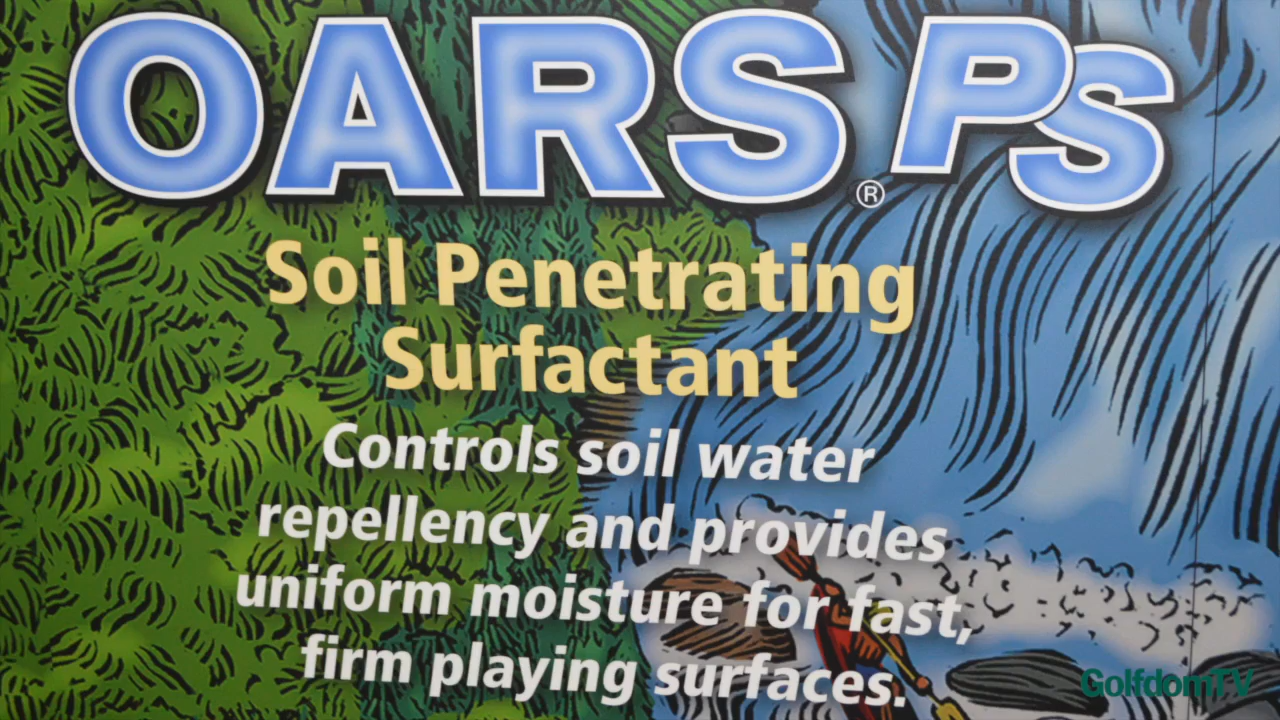 OARS PS
®
Soil Penetrating
Surfactant
Controls soil water
repellency and provides
uniform moisture for fast,
firm playing surfaces.
GolfdomTV